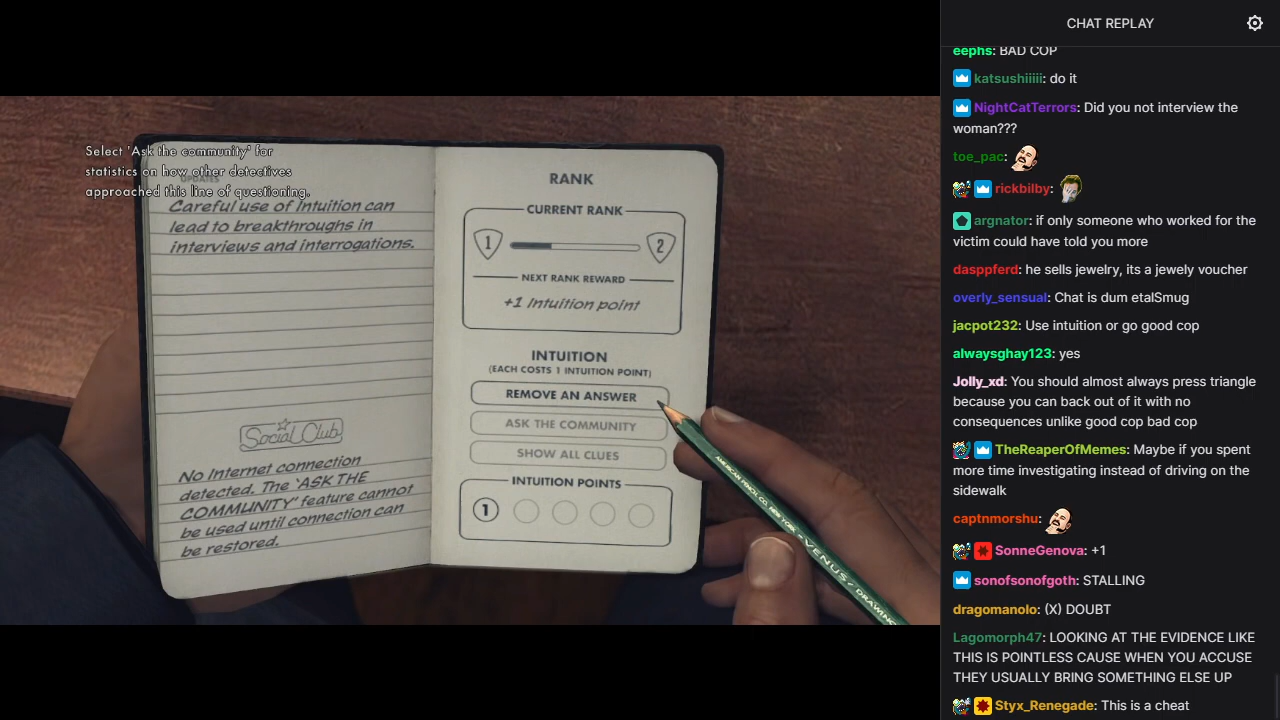 Select 'Ask the community' for
statistics on how other detectives
approached this line of questioning.
UPDATES
Careful use of Intuition can
lead to breakthroughs in
interviews and interrogations.
Social Club
No Internet connection
detected. The 'ASK THE
COMMUNITY' feature cannot
be used until connection can
be restored.
RANK
CURRENT RANK
1 2
NEXT RANK REWARD
+1 Intuition point
INTUITION
(EACH COSTS 1 INTUITION POINT)
REMOVE AN ANSWER
ASK THE COMMUNITY
SHOW ALL CLUES
INTUITION POINTS
1
AMERICAN PENCIL CO. NEW YORK VENUS DRAWING
CHAT REPLAY
eephs: BAD COP
katsushiiiii: do it
NightCatTerrors: Did you not interview the
woman???
toe_pac:
rickbilby:
argnator: if only someone who worked for the
victim could have told you more
dasppferd: he sells jewelry, its a jewely voucher
overly_sensual: Chat is dum etalSmug
jacpot232: Use intuition or go good cop
alwaysghay123: yes
Jolly_xd: You should almost always press triangle
because you can back out of it with no
consequences unlike good cop bad cop
TheReaperOfMemes: Maybe if you spent
more time investigating instead of driving on the
sidewalk
captnmorshu:
SonneGenova: +1
sonofsonofgoth: STALLING
dragomanolo: (X) DOUBT
Lagomorph47: LOOKING AT THE EVIDENCE LIKE
THIS IS POINTLESS CAUSE WHEN YOU ACCUSE
THEY USUALLY BRING SOMETHING ELSE UP
Styx_Renegade: This is a cheat